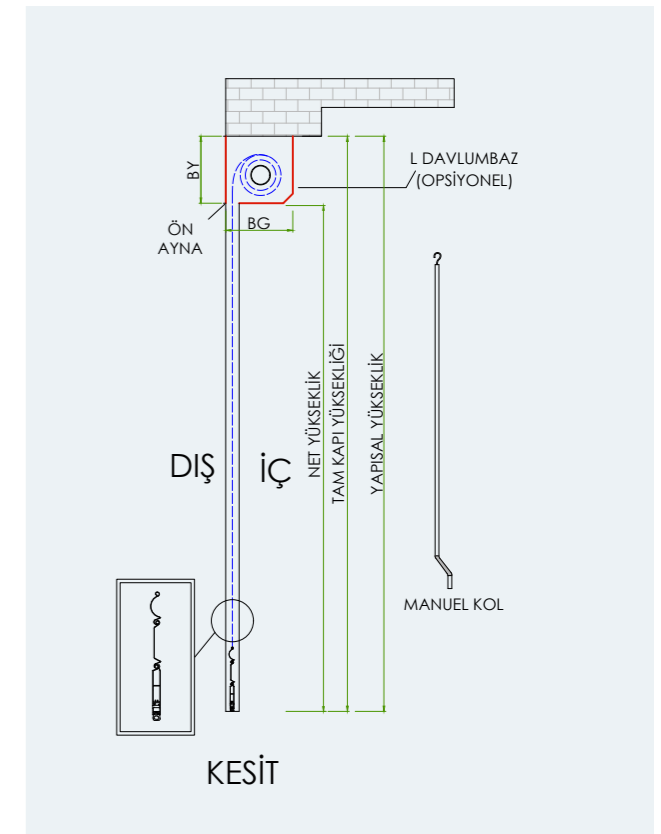 BY
L DAVLUMBAZ
(OPSİYONEL)
ÖN
AYNA
BG
NET YÜKSEKLİK
TAM KAPI YÜKSEKLİĞİ
YAPISAL YÜKSEKLİK
DIŞ
İÇ
MANUEL KOL
KESİT